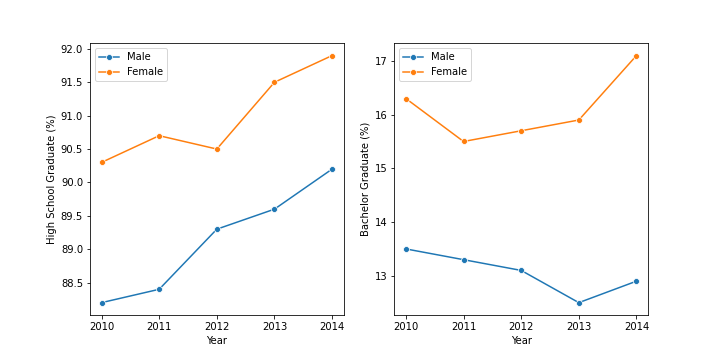 92.0
91.5
91.0
90.5
90.0
89.5
89.0
88.5
High School Graduate (%)
Male
Female
2010 2011 2012 2013 2014
Year
17
16
15
14
13
Bachelor Graduate (%)
Male
Female
2010 2011 2012 2013 2014
Year